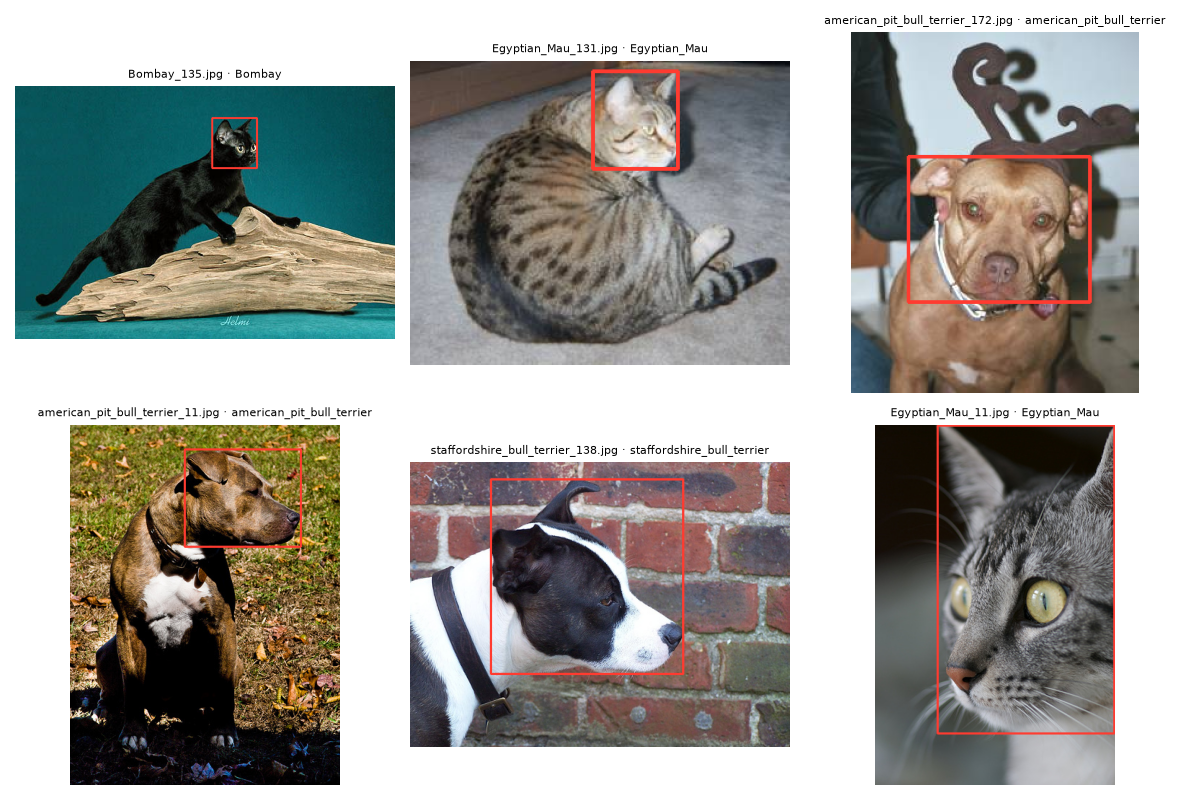 american_pit_bull_terrier_172.jpg · american_pit_bull_terrier
Egyptian_Mau_131.jpg · Egyptian_Mau
Bombay_135.jpg · Bombay
Helmi
american_pit_bull_terrier_11.jpg · american_pit_bull_terrier
Egyptian_Mau_11.jpg · Egyptian_Mau
staffordshire_bull_terrier_138.jpg · staffordshire_bull_terrier